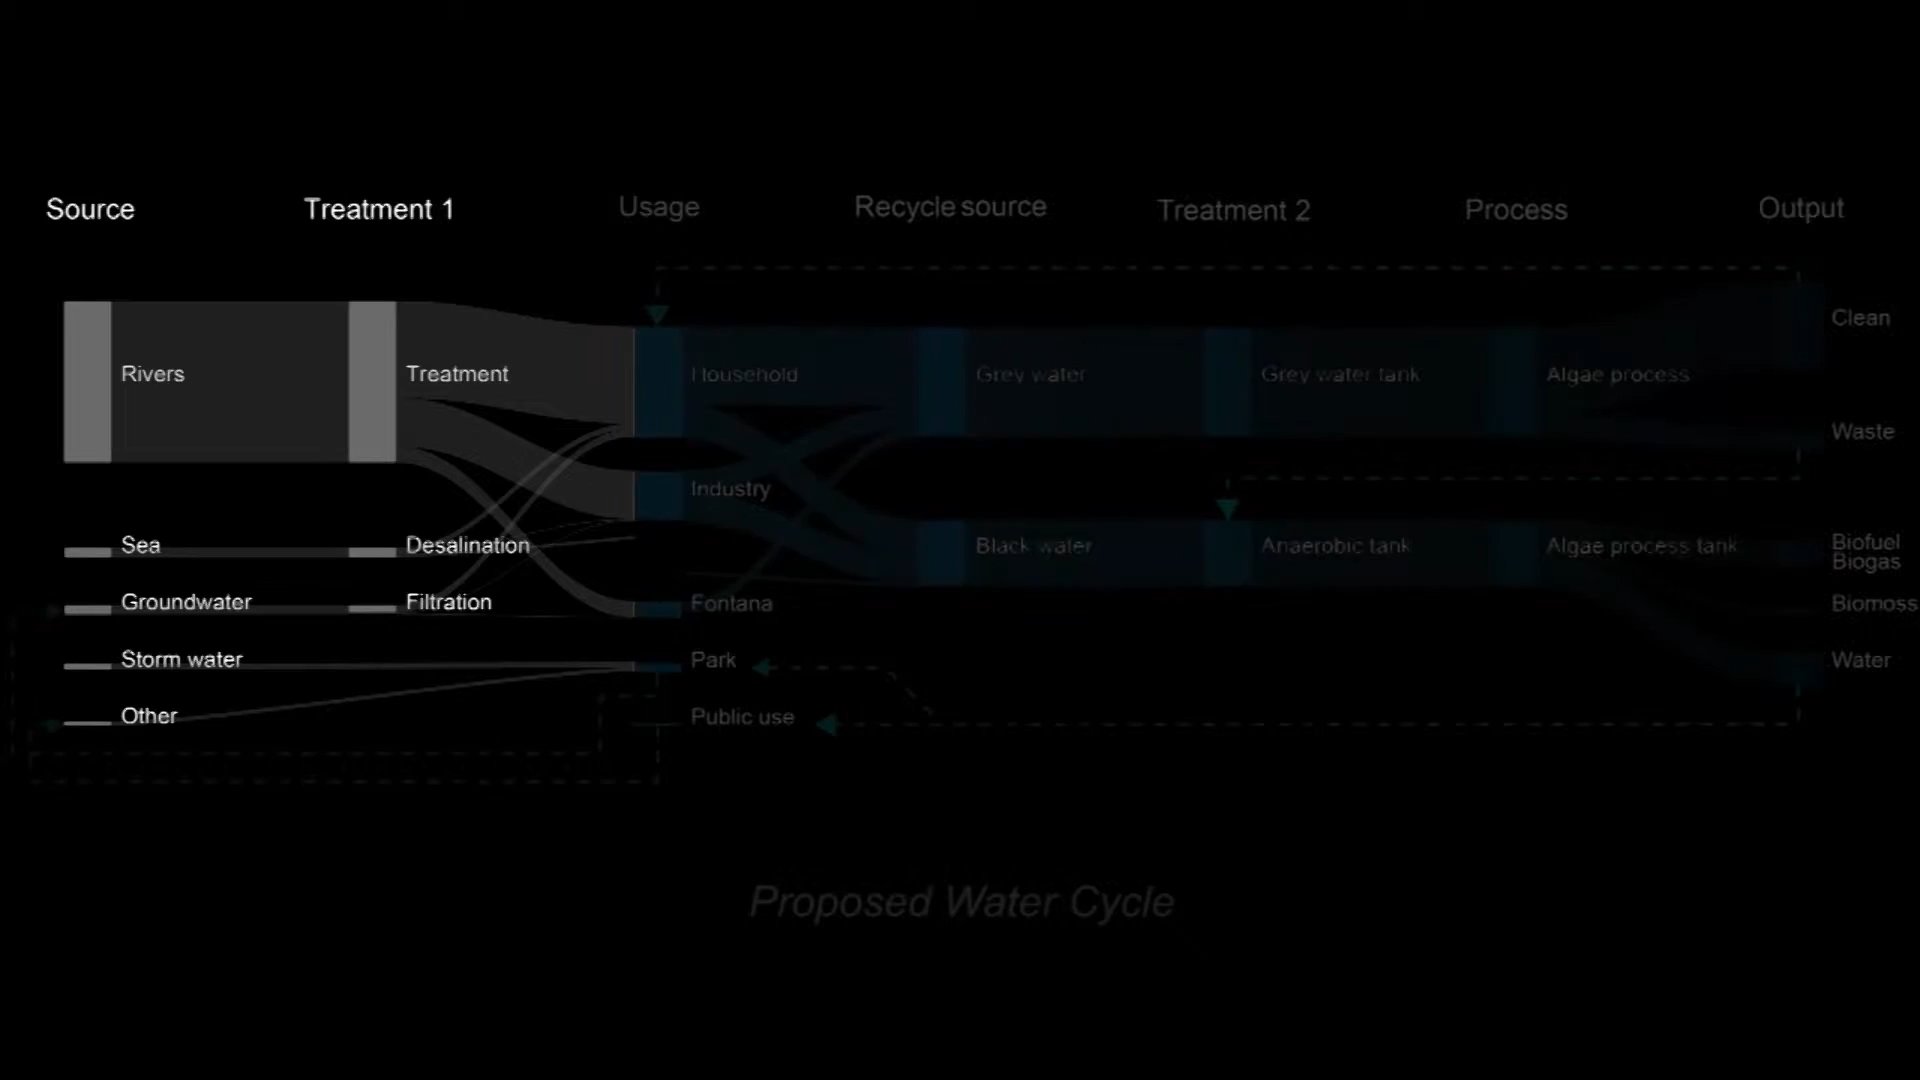 Source
Treatment 1
Usage
Recycle source
Treatment 2
Process
Output
Rivers
Treatment
Household
Grey water
Grey water tank
Algae process
Clean
Waste
Sea
Desalination
Industry
Black water
Anaerobic tank
Algae process tank
Biofuel
Biogas
Groundwater
Filtration
Fontana
Biomoss
Storm water
Park
Water
Other
Public use
Proposed Water Cycle